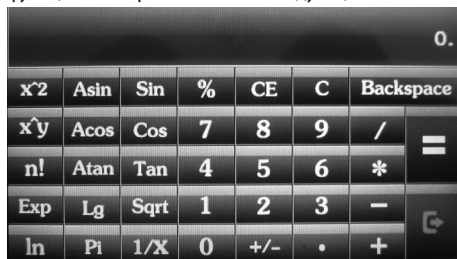 0.
x^2 Asin Sin % CE C Backspace
x^y Acos Cos 7 8 9 / =
n! Atan Tan 4 5 6 *
Exp Lg Sqrt 1 2 3 −
ln Pi 1/X 0 +/- . +